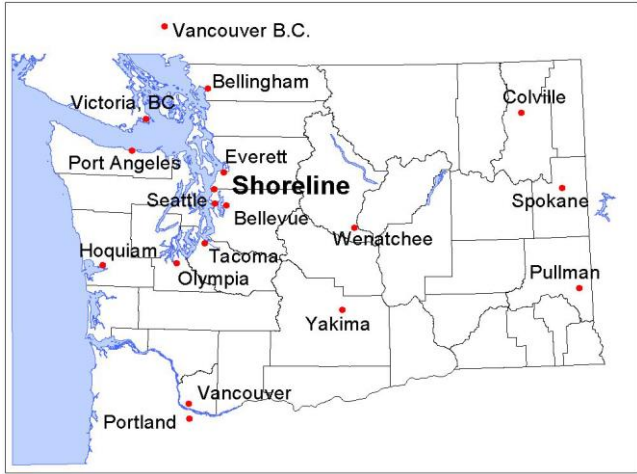 Vancouver B.C.
Bellingham
Colville
Victoria, BC
Port Angeles
Everett
Shoreline
Seattle
Spokane
Bellevue
Wenatchee
Hoquiam
Tacoma
Olympia
Pullman
Yakima
Vancouver
Portland